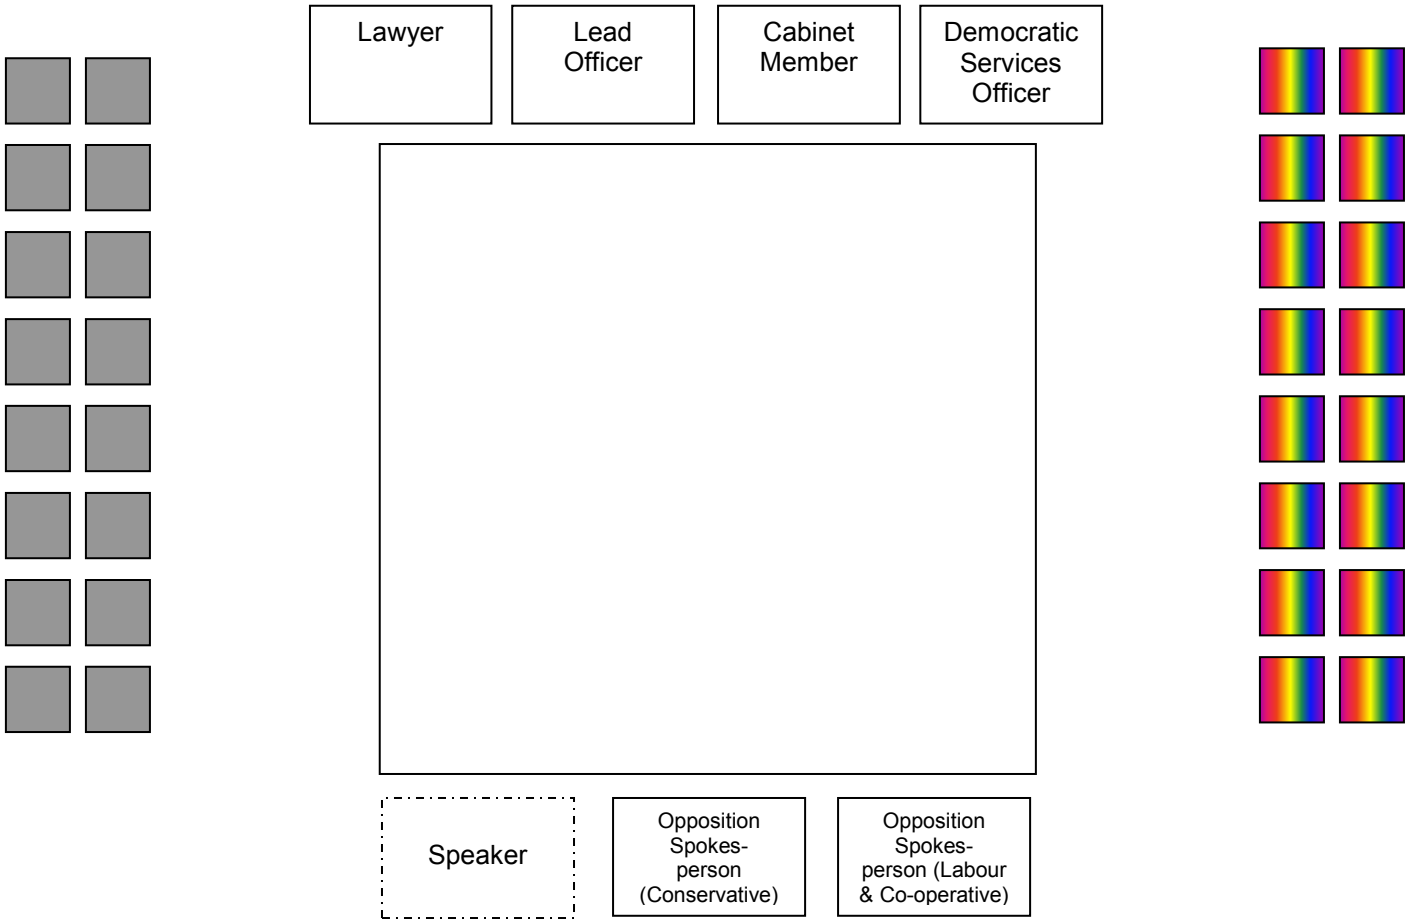 Lawyer
Lead
Officer
Cabinet
Member
Democratic
Services
Officer
Speaker
Opposition
Spokes-
person
(Conservative)
Opposition
Spokes-
person (Labour
& Co-operative)